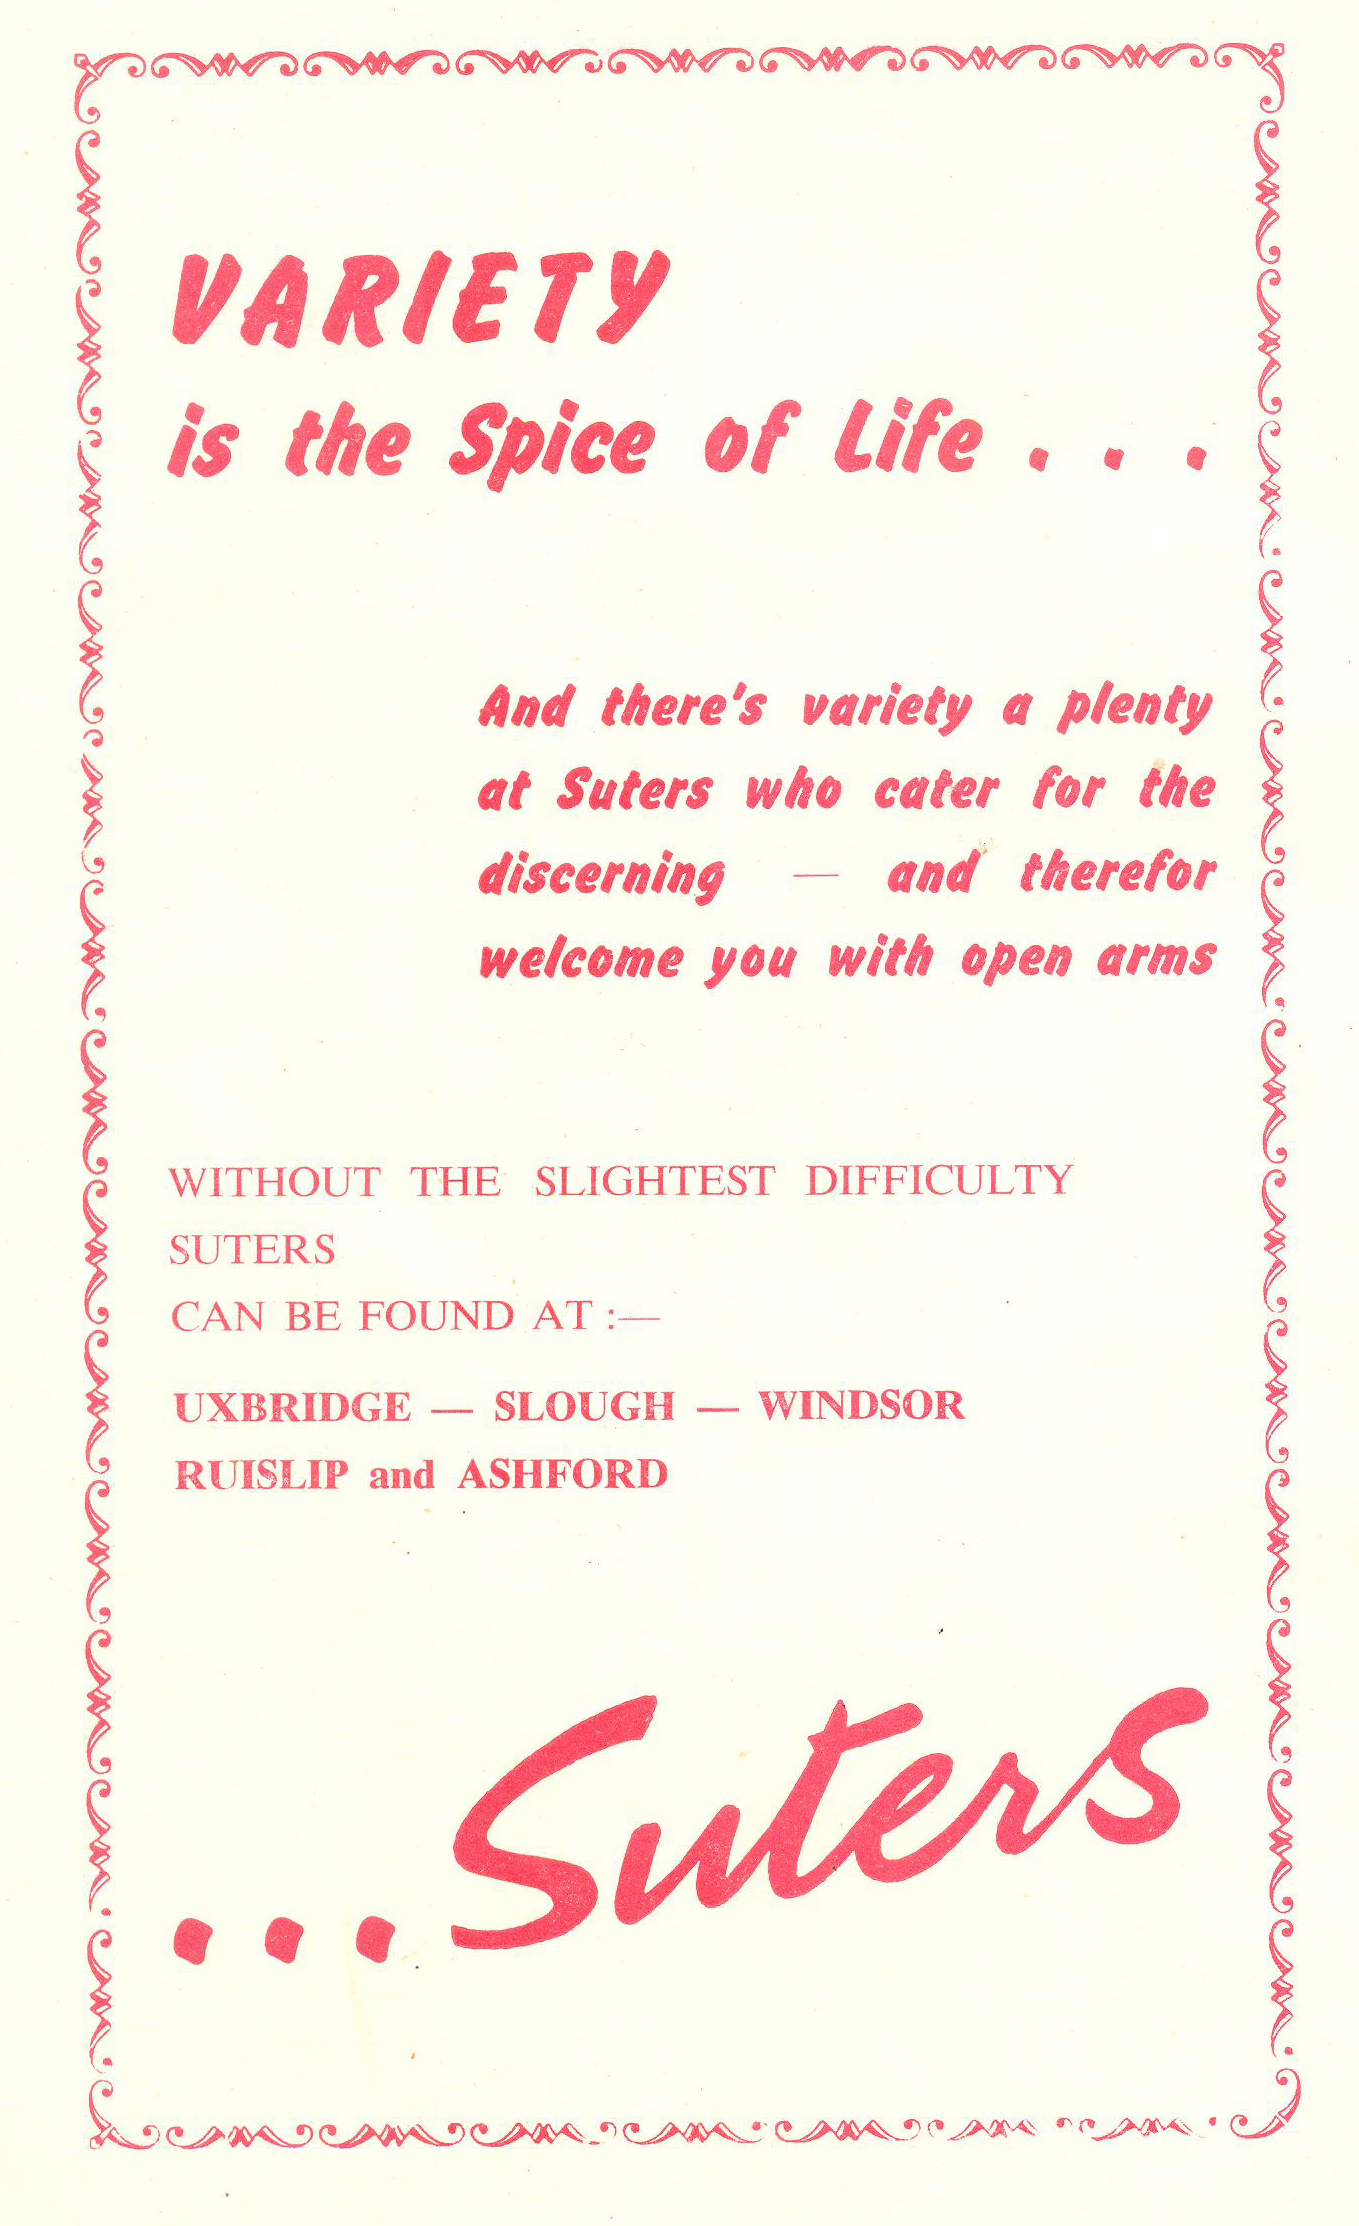 VARIETY
is the Spice of Life . . .
And there's variety a plenty
at Suters who cater for the
discerning — and therefor
welcome you with open arms
WITHOUT THE SLIGHTEST DIFFICULTY
SUTERS
CAN BE FOUND AT :—
UXBRIDGE — SLOUGH — WINDSOR
RUISLIP and ASHFORD
...Suters